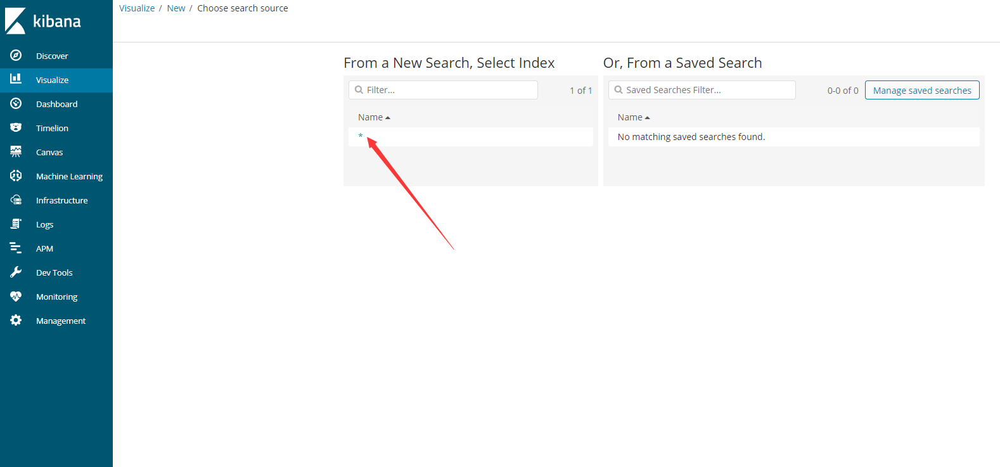 kibana
Discover
Visualize
Dashboard
Timelion
Canvas
Machine Learning
Infrastructure
Logs
APM
Dev Tools
Monitoring
Management
Visualize / New / Choose search source
From a New Search, Select Index
Filter...
1 of 1
Name
*
Or, From a Saved Search
Saved Searches Filter...
0-0 of 0
Manage saved searches
Name
No matching saved searches found.